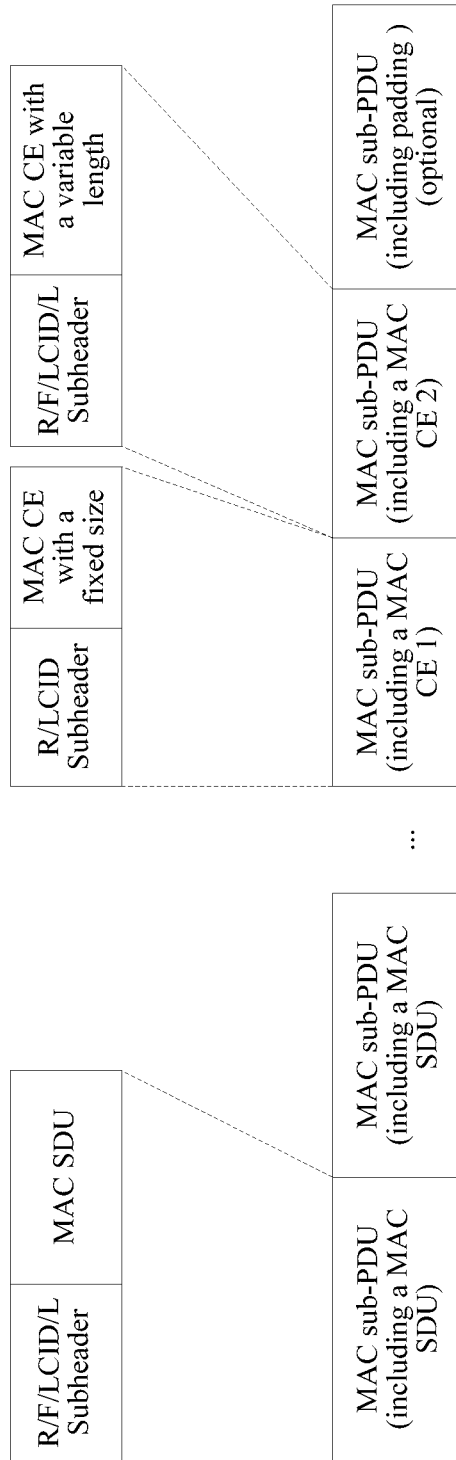 R/F/LCID/L
Subheader
MAC SDU
R/LCID
Subheader
MAC CE
with a
fixed size
R/F/LCID/L
Subheader
MAC CE with
a variable
length
MAC sub-PDU
(including a MAC
SDU)
MAC sub-PDU
(including a MAC
SDU)
...
MAC sub-PDU
(including a MAC
CE 1)
MAC sub-PDU
(including a MAC
CE 2)
MAC sub-PDU
(including padding )
(optional)